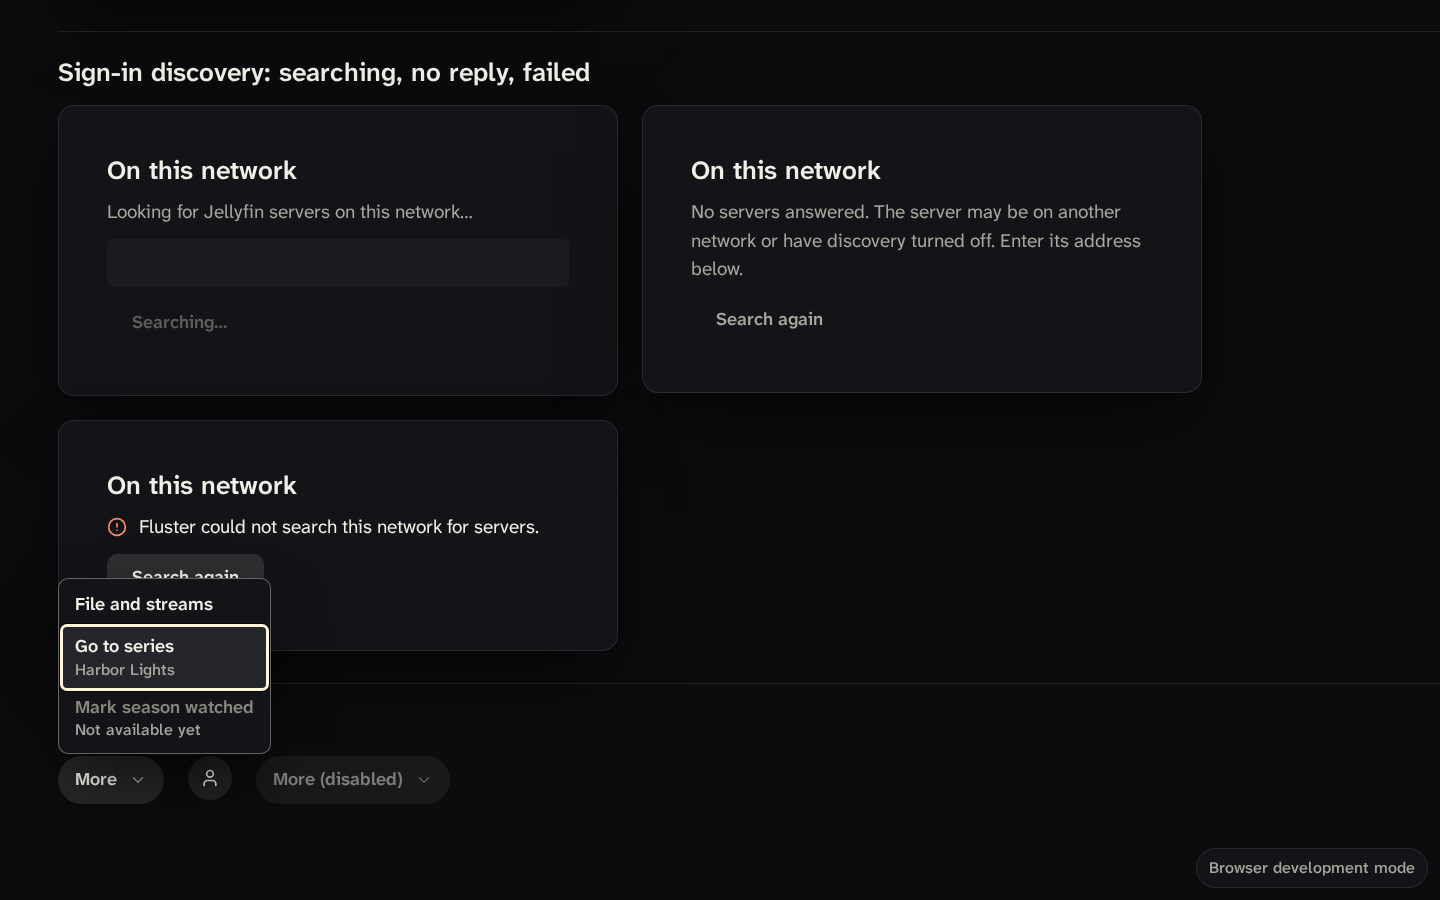 Sign-in discovery: searching, no reply, failed
On this network
Looking for Jellyfin servers on this network...
Searching...
On this network
No servers answered. The server may be on another
network or have discovery turned off. Enter its address
below.
Search again
On this network
Fluster could not search this network for servers.
Search again
File and streams
Go to series
Harbor Lights
Mark season watched
Not available yet
More
More (disabled)
Browser development mode